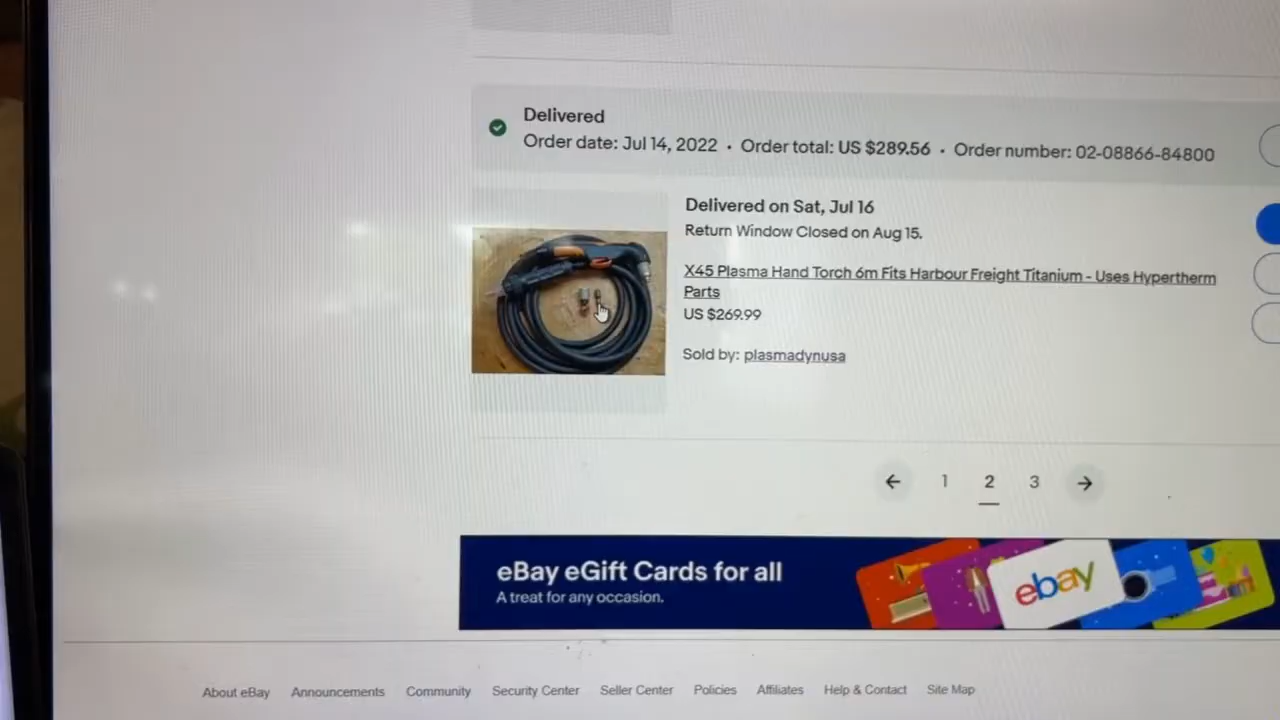 Delivered
Order date: Jul 14, 2022 • Order total: US $289.56 • Order number: 02-08866-84800
Delivered on Sat, Jul 16
Return Window Closed on Aug 15.
X45 Plasma Hand Torch 6m Fits Harbour Freight Titanium - Uses Hypertherm
Parts
US $269.99
Sold by: plasmadynusa
← 1 2 3 →
eBay eGift Cards for all
A treat for any occasion.
ebay
About eBay Announcements Community Security Center Seller Center Policies Affiliates Help & Contact Site Map